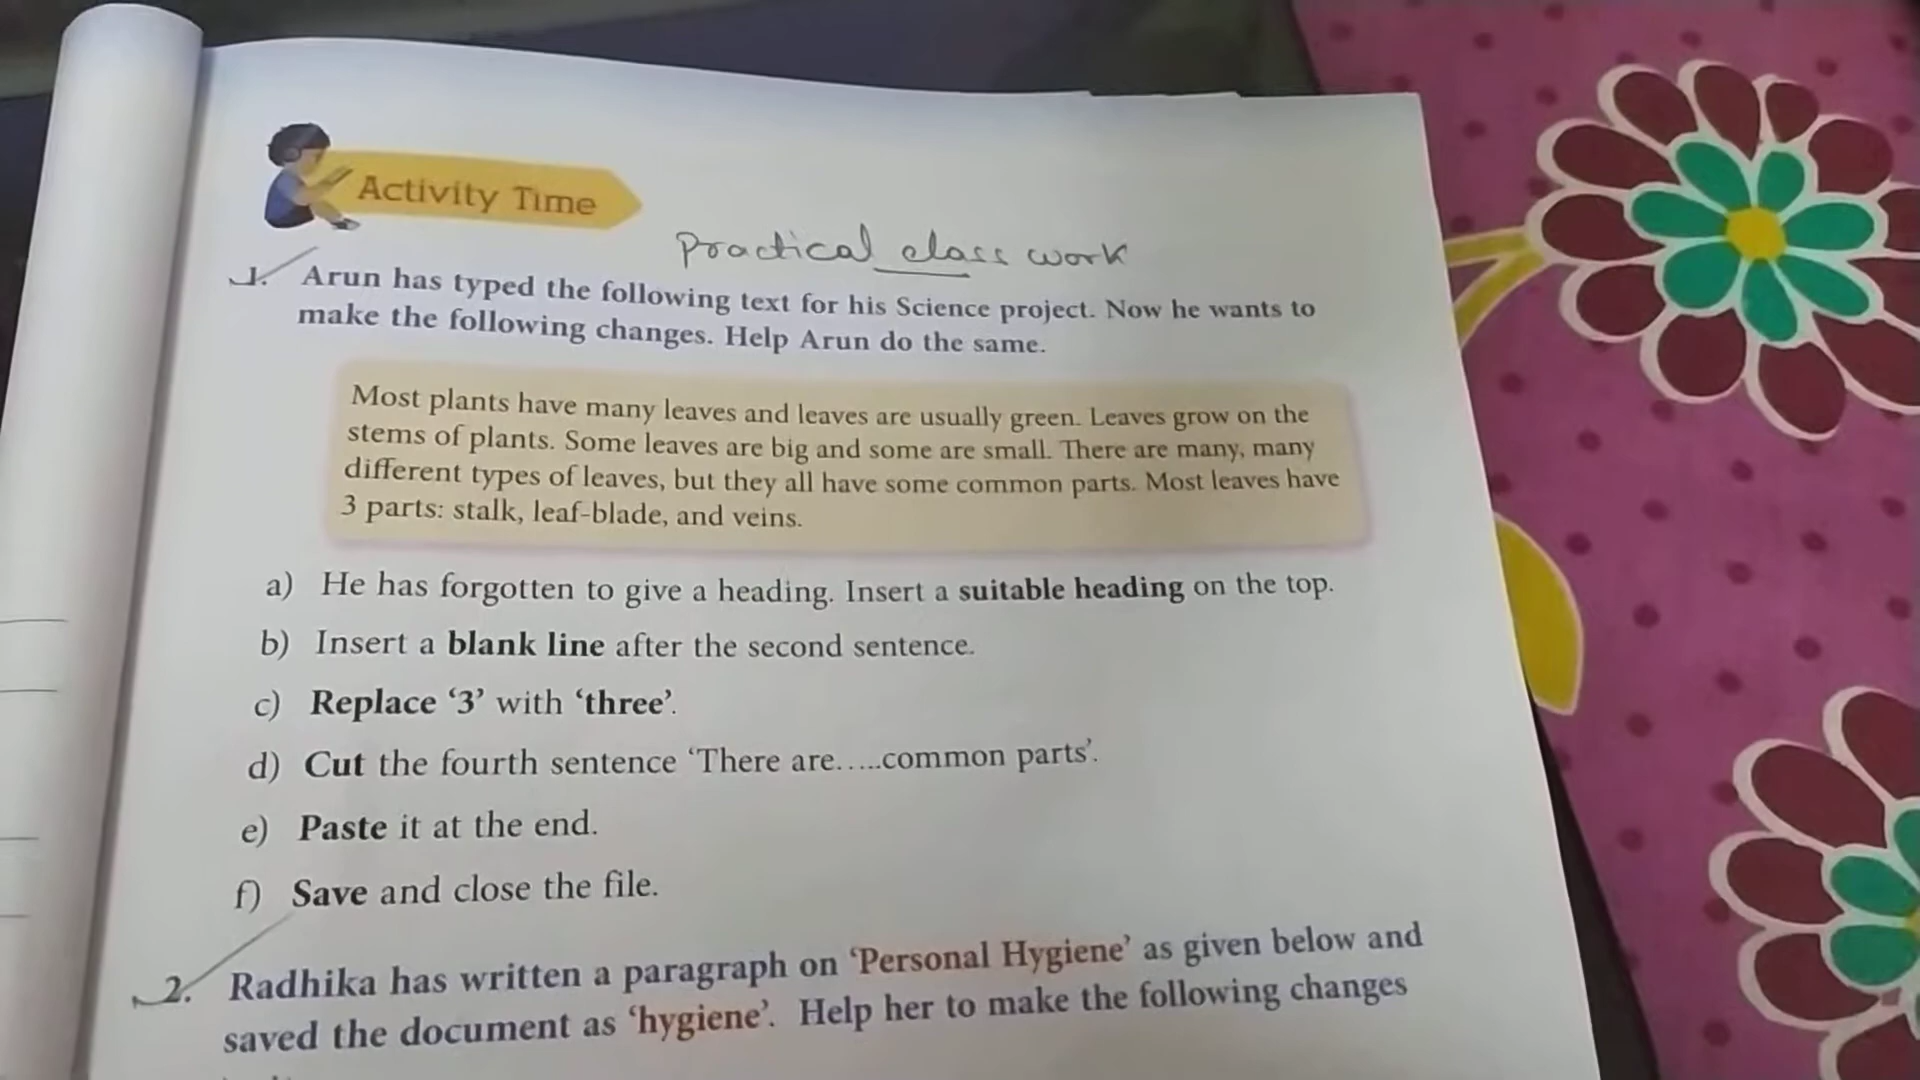 Activity Time
Practical class work
1. Arun has typed the following text for his Science project. Now he wants to
make the following changes. Help Arun do the same.
Most plants have many leaves and leaves are usually green. Leaves grow on the
stems of plants. Some leaves are big and some are small. There are many, many
different types of leaves, but they all have some common parts. Most leaves have
3 parts: stalk, leaf-blade, and veins.
a) He has forgotten to give a heading. Insert a suitable heading on the top.
b) Insert a blank line after the second sentence.
c) Replace ‘3’ with ‘three’.
d) Cut the fourth sentence ‘There are.....common parts’.
e) Paste it at the end.
f) Save and close the file.
2. Radhika has written a paragraph on ‘Personal Hygiene’ as given below and
saved the document as ‘hygiene’. Help her to make the following changes